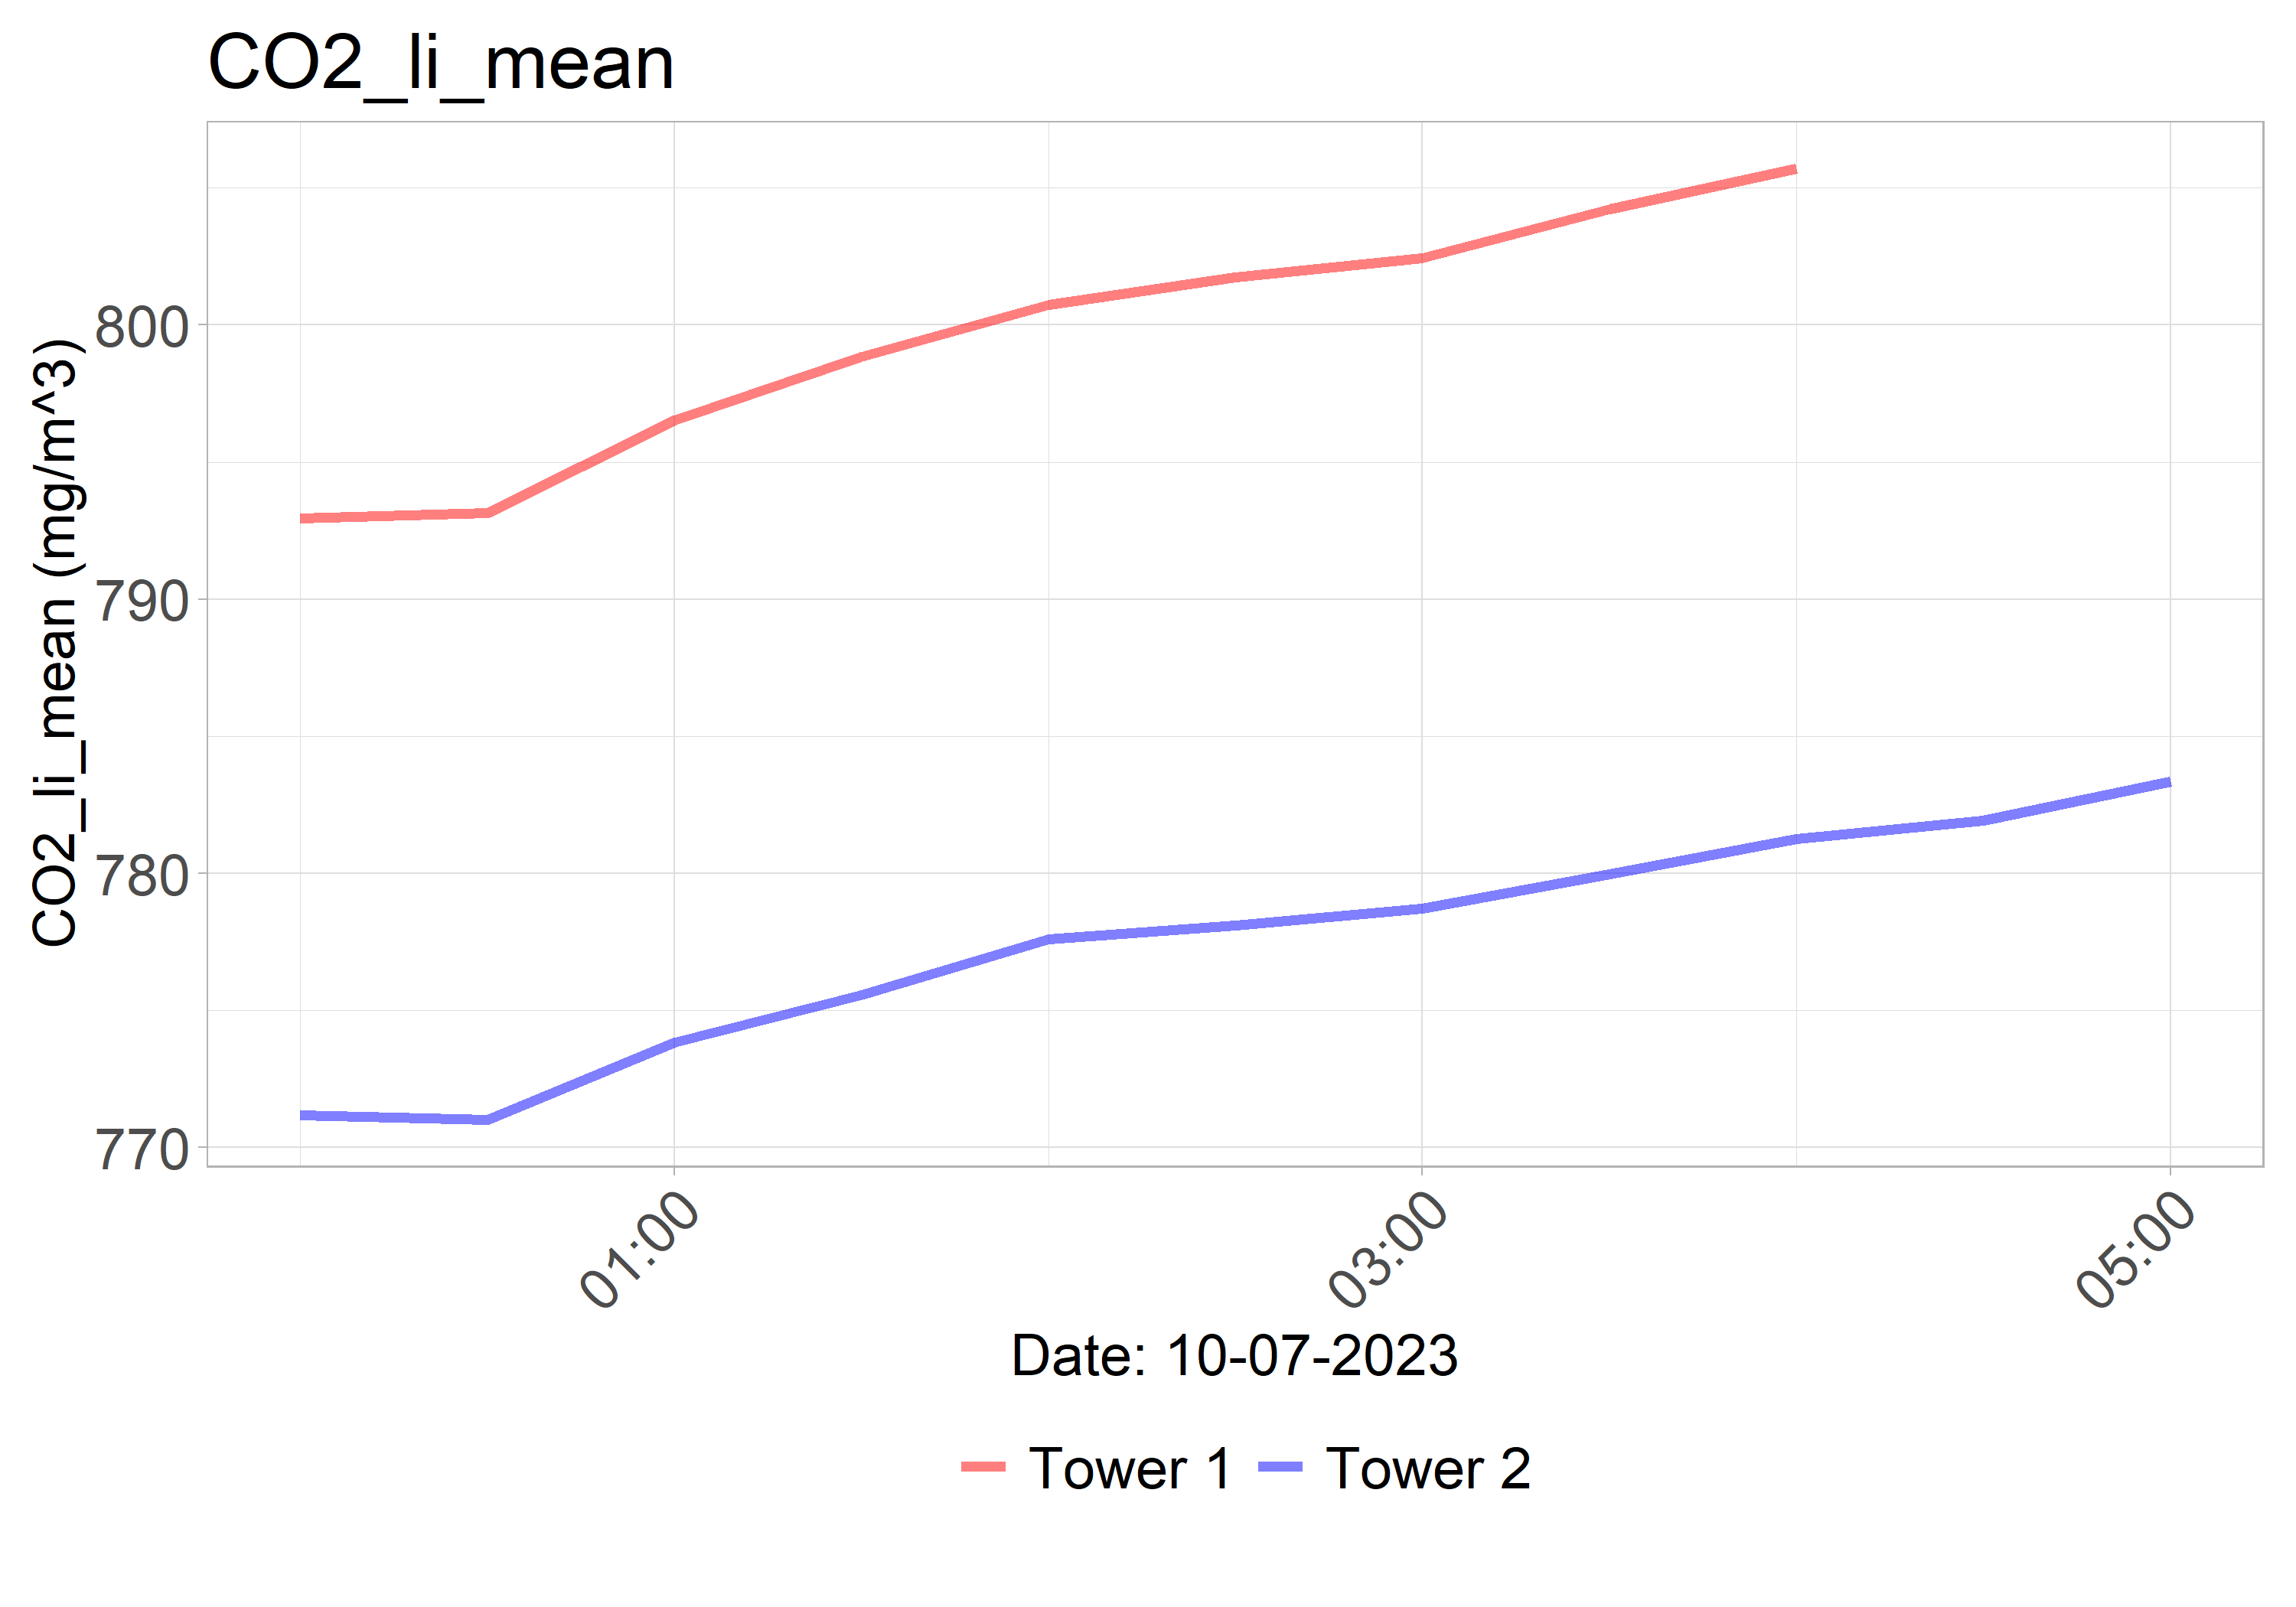 CO2_li_mean
CO2_li_mean (mg/m^3)
800
790
780
770
01:00
03:00
05:00
Date: 10-07-2023
Tower 1
Tower 2